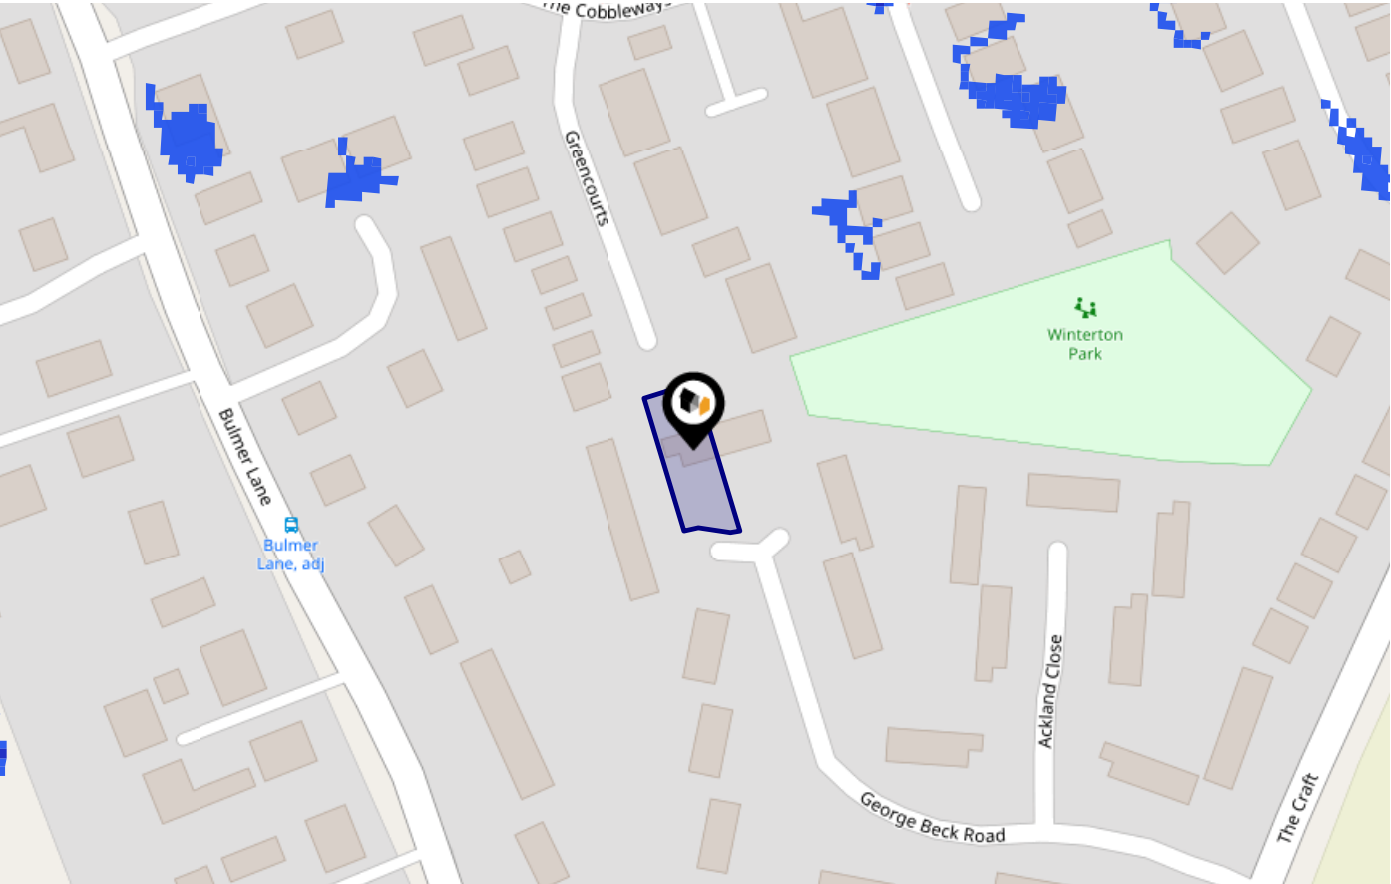 The Cobbleways
Greencourts
Winterton
Park
Bulmer Lane
Bulmer
Lane, adj
Ackland Close
George Beck Road
The Craft